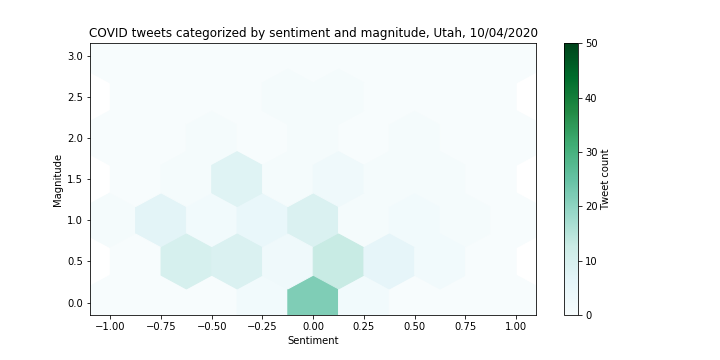 COVID tweets categorized by sentiment and magnitude, Utah, 10/04/2020
3.0
2.5
2.0
1.5
1.0
0.5
0.0
Magnitude
−1.00 −0.75 −0.50 −0.25 0.00 0.25 0.50 0.75 1.00
Sentiment
50
40
30
20
10
0
Tweet count